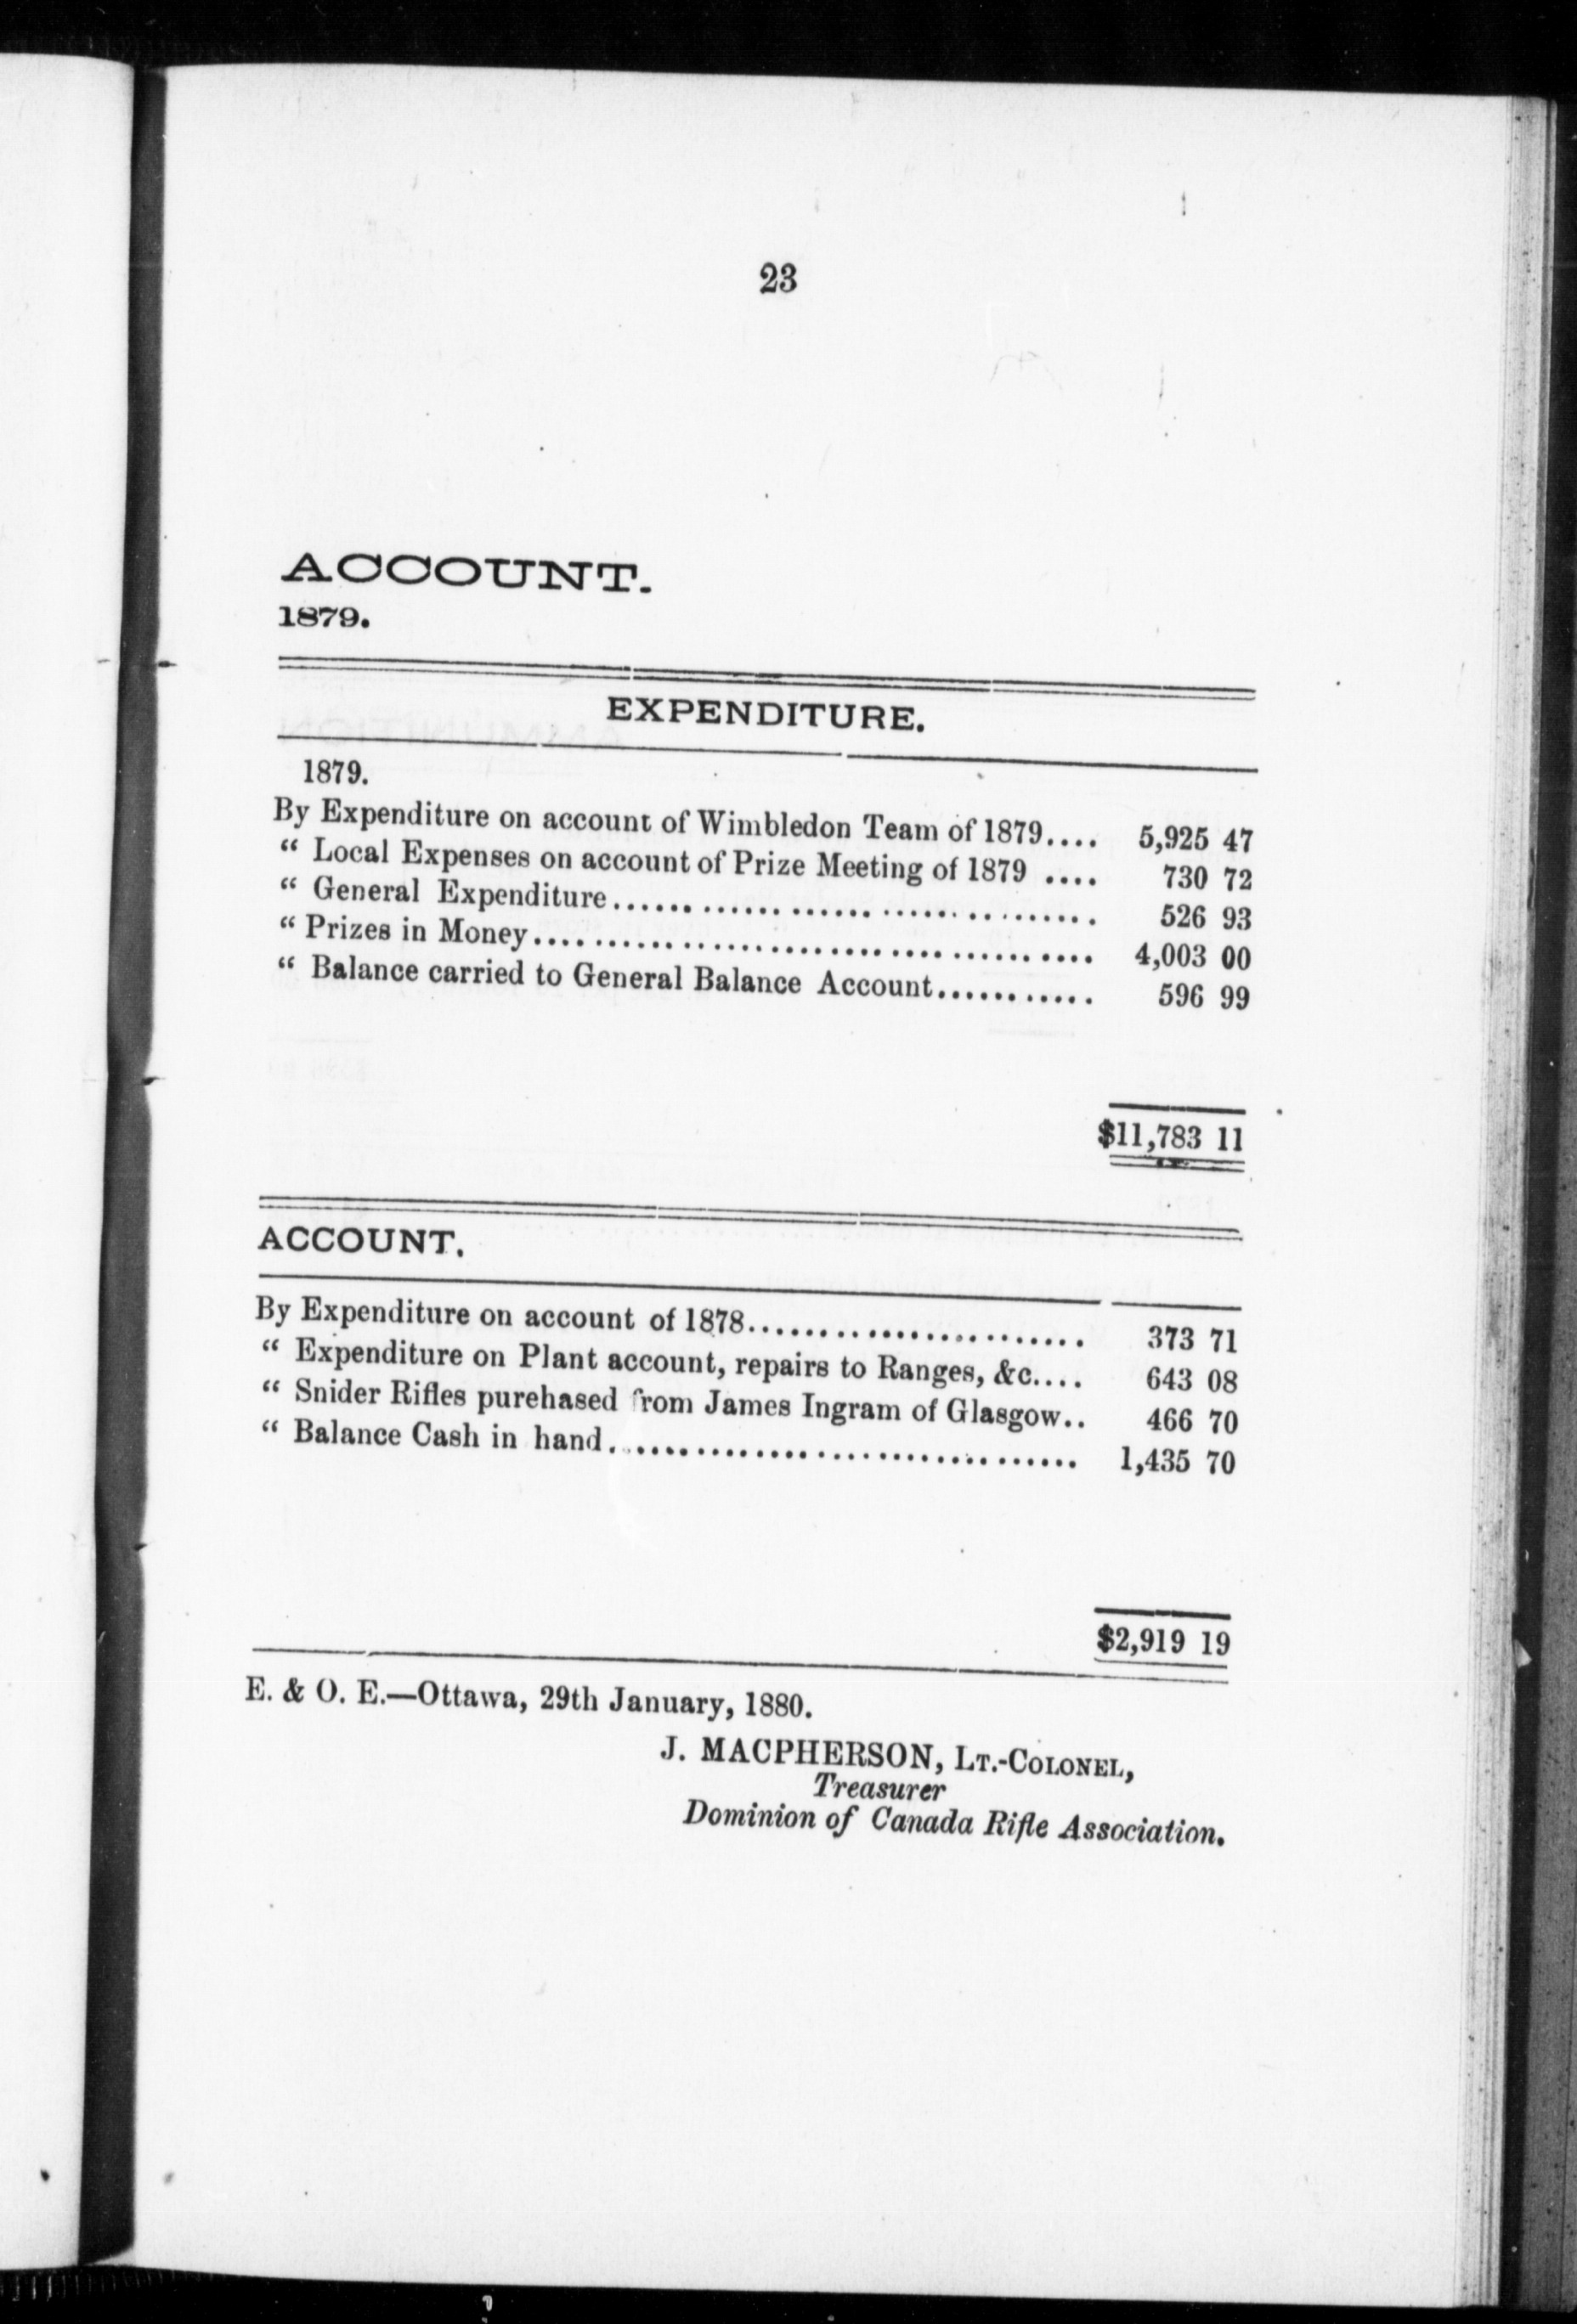 23
ACCOUNT.
1879.
EXPENDITURE.
1879.
By Expenditure on account of Wimbledon Team of 1879.... 5,925 47
“ Local Expenses on account of Prize Meeting of 1879 .... 730 72
“ General Expenditure.................................... 526 93
“ Prizes in Money........................................ 4,003 00
“ Balance carried to General Balance Account........... 596 99
$11,783 11
ACCOUNT.
By Expenditure on account of 1878........................ 373 71
“ Expenditure on Plant account, repairs to Ranges, &c.... 643 08
“ Snider Rifles purehased from James Ingram of Glasgow.. 466 70
“ Balance Cash in hand................................ 1,435 70
$2,919 19
E. & O. E.—Ottawa, 29th January, 1880.
J. MACPHERSON, LT.-COLONEL,
Treasurer
Dominion of Canada Rifle Association.